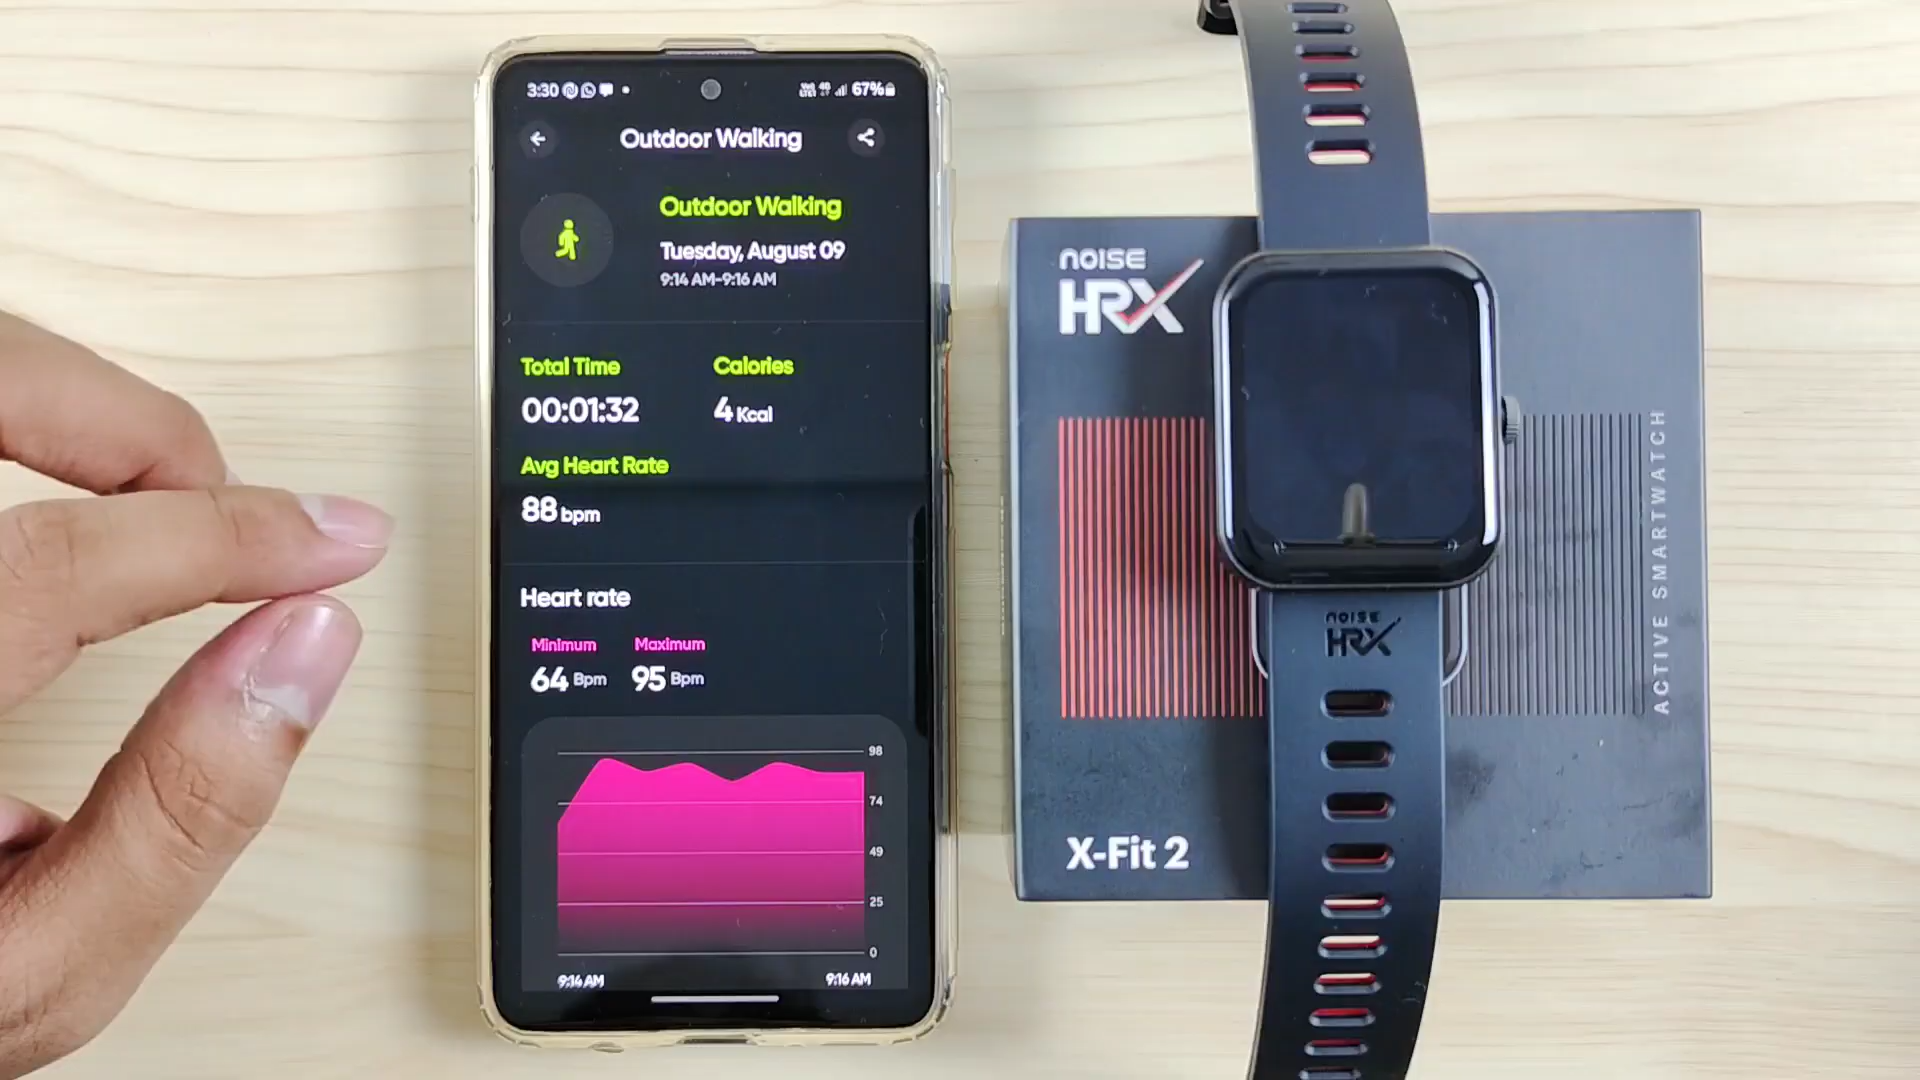 3:30
67%
Outdoor Walking
Outdoor Walking
Tuesday, August 09
9:14 AM-9:16 AM
Total Time
Calories
00:01:32
4 Kcal
Avg Heart Rate
88 bpm
Heart rate
Minimum
Maximum
64 Bpm
95 Bpm
98
74
49
25
0
9:14 AM
9:16 AM
NOISE
HRX
ACTIVE SMARTWATCH
X-Fit 2
NOISE
HRX